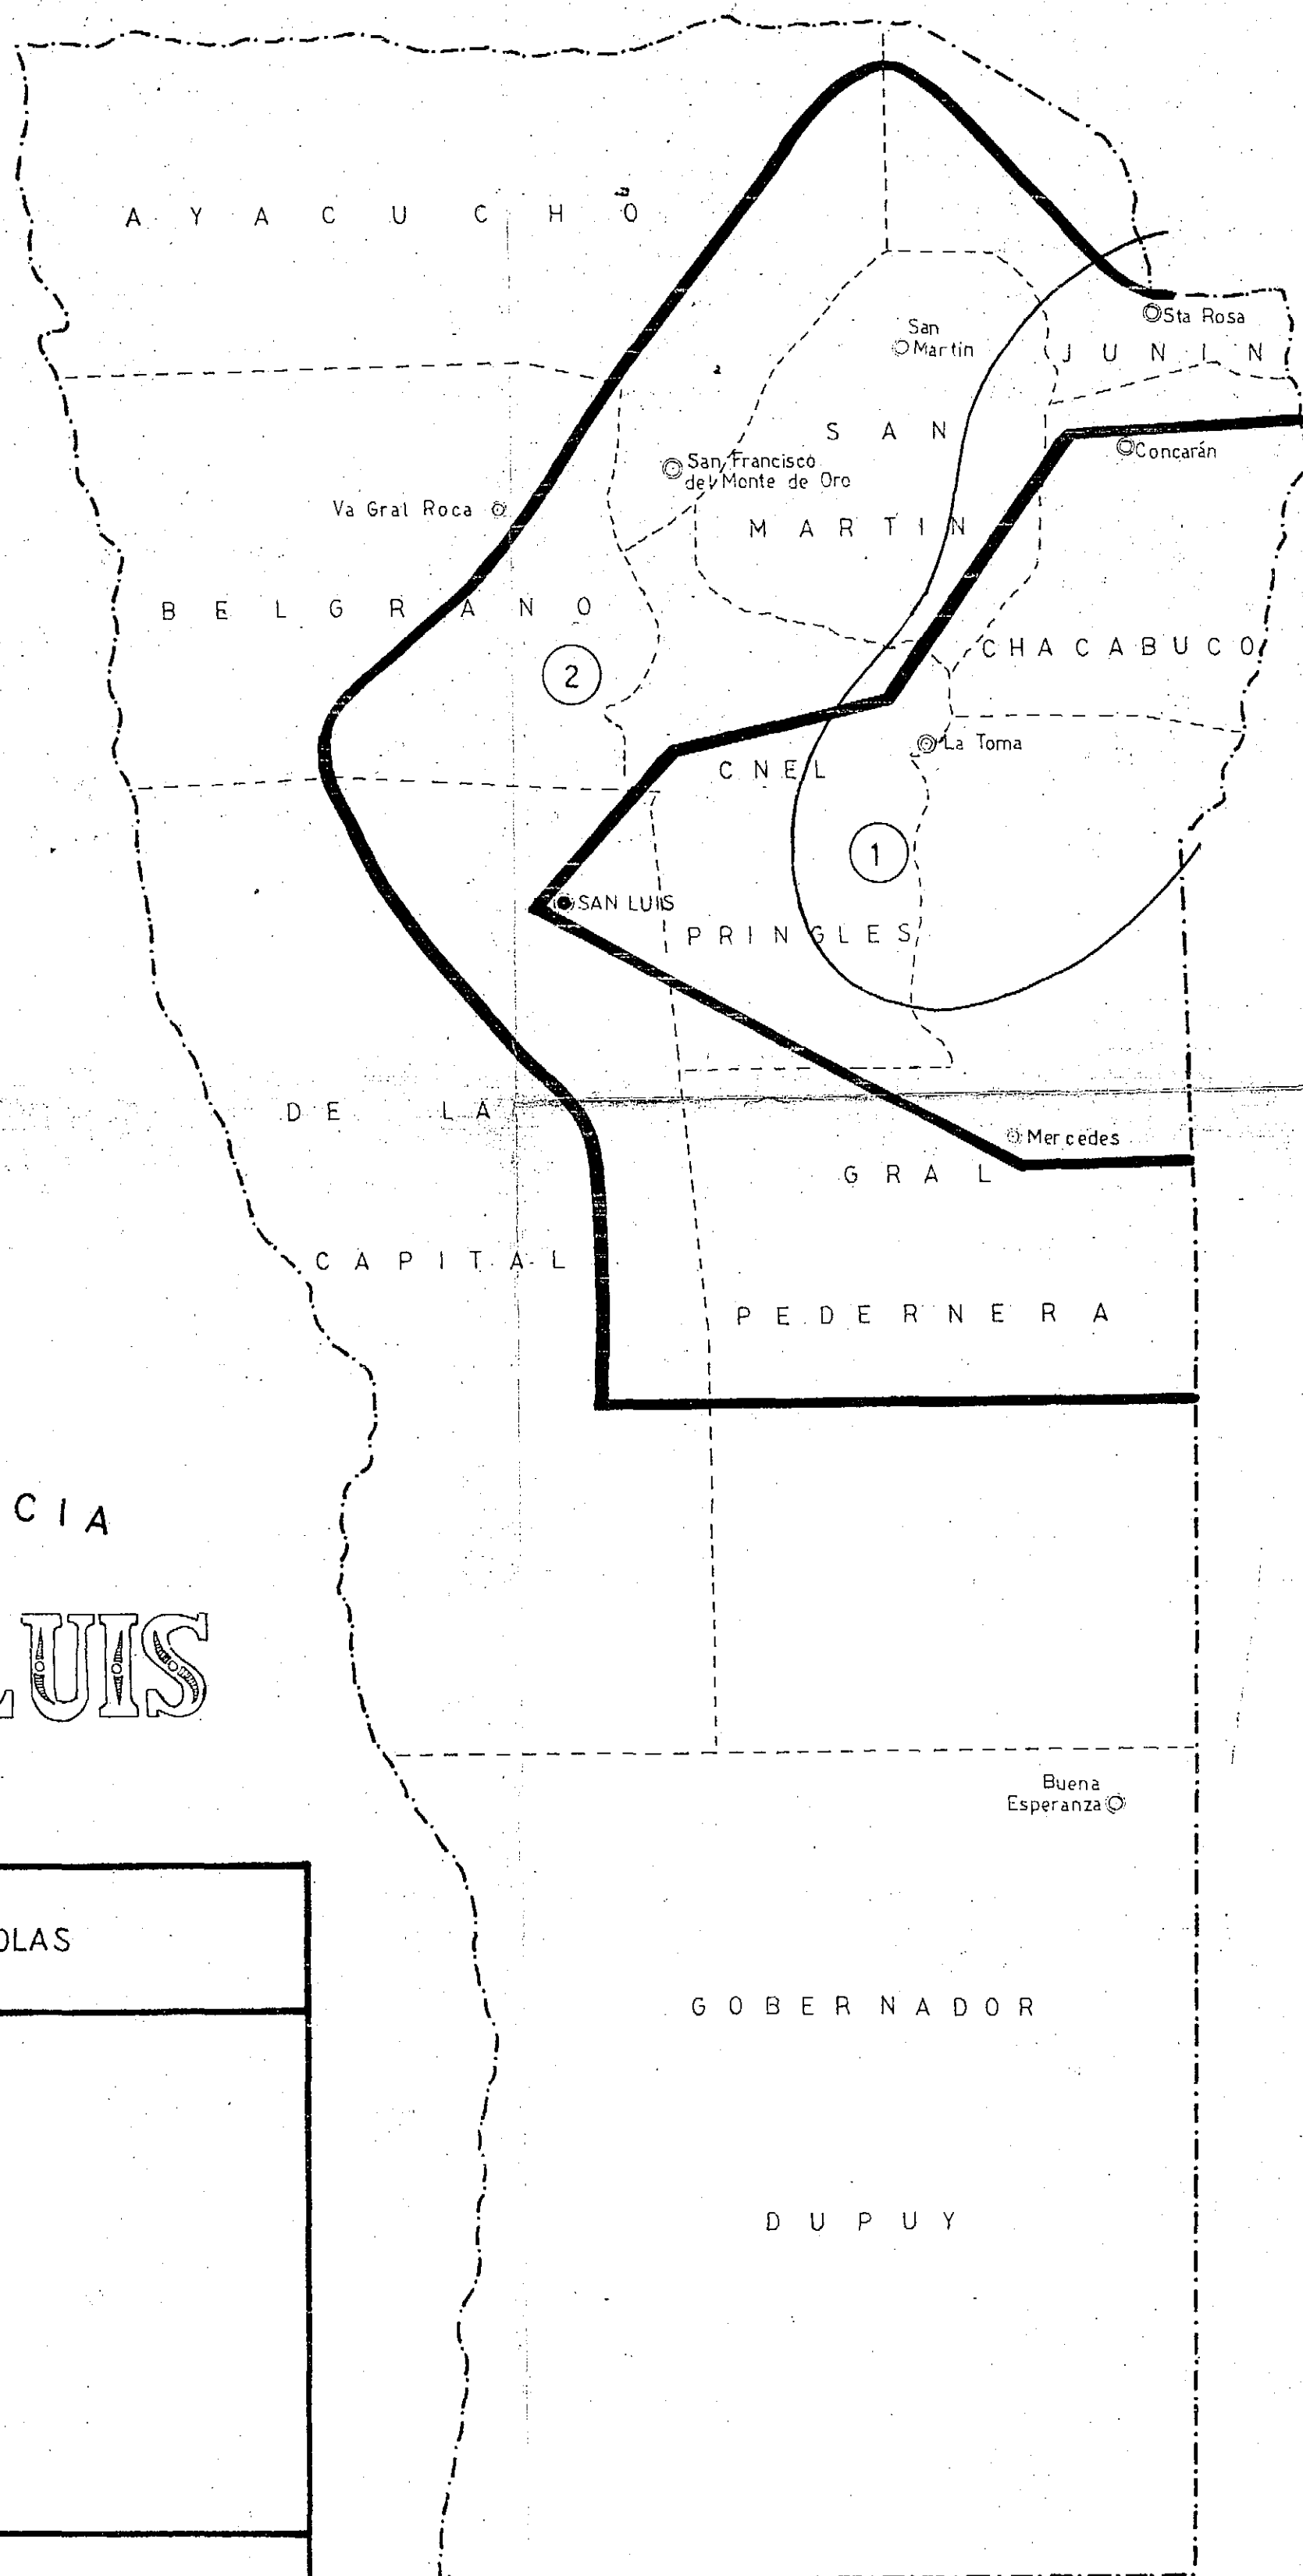 A Y A C U C H O
Sta Rosa
San
Martin
J U N I N
S A N
Concarán
San Francisco
del Monte de Oro
Va Gral Roca
M A R T I N
B E L G R A N O
C H A C A B U C O
2
La Toma
C N E L
1
SAN LUIS
P R I N G L E S
D E L A
Mercedes
G R A L
C A P I T A L
P E D E R N E R A
C I A
LUIS
Buena
Esperanza
OLAS
G O B E R N A D O R
D U P U Y